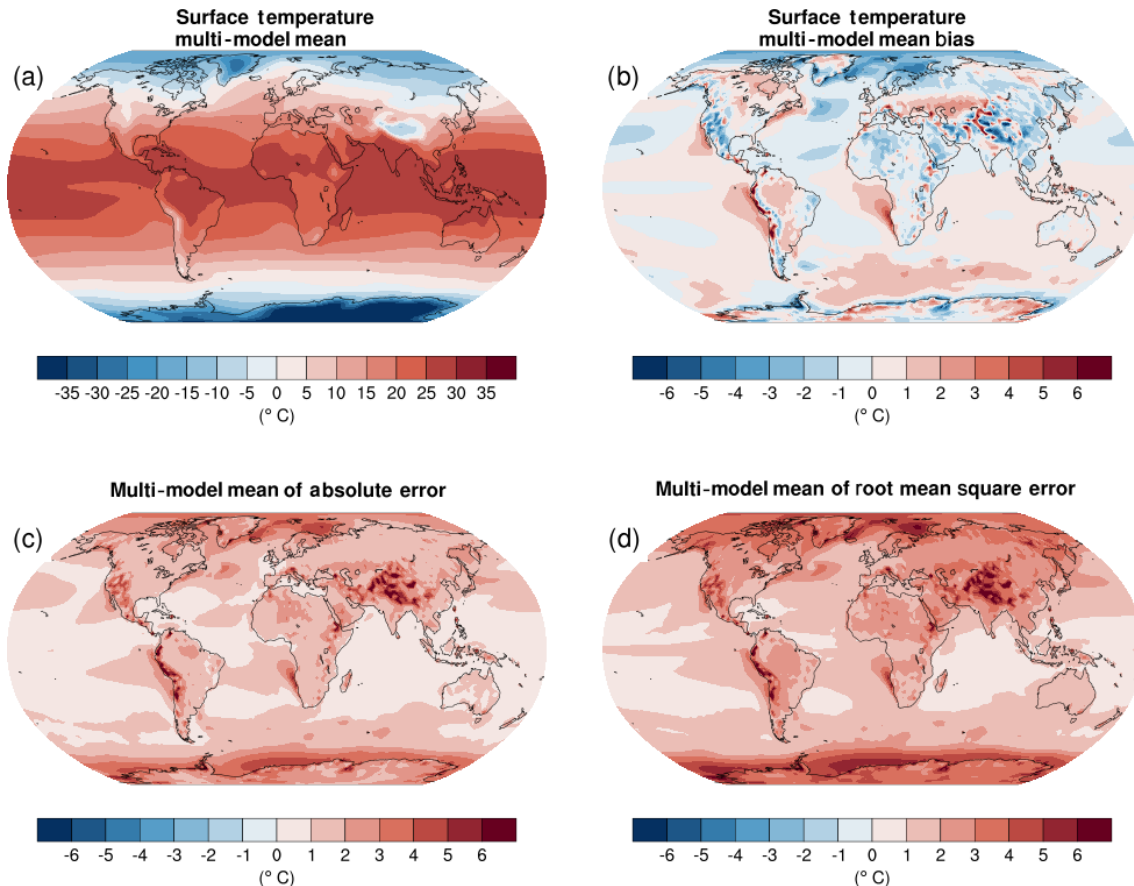 Surface temperature
multi-model mean
(a)
-35 -30 -25 -20 -15 -10 -5 0 5 10 15 20 25 30 35
(° C)
Surface temperature
multi-model mean bias
(b)
-6 -5 -4 -3 -2 -1 0 1 2 3 4 5 6
(° C)
Multi-model mean of absolute error
(c)
-6 -5 -4 -3 -2 -1 0 1 2 3 4 5 6
(° C)
Multi-model mean of root mean square error
(d)
-6 -5 -4 -3 -2 -1 0 1 2 3 4 5 6
(° C)